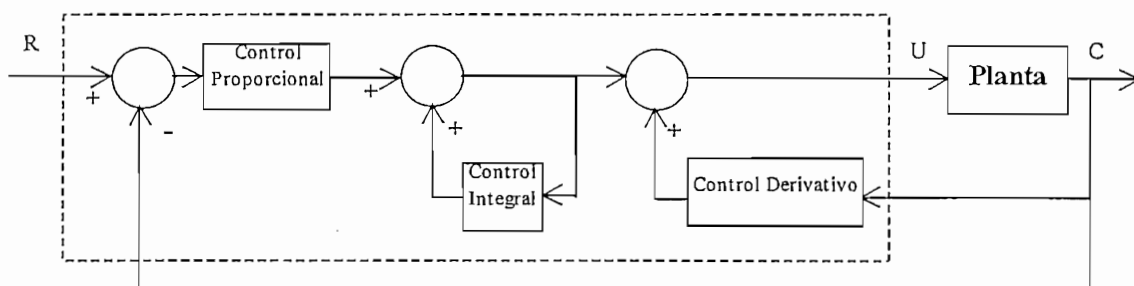 R
+
-
Control
Proporcional
+
+
Control
Integral
+
Control Derivativo
U
Planta
C